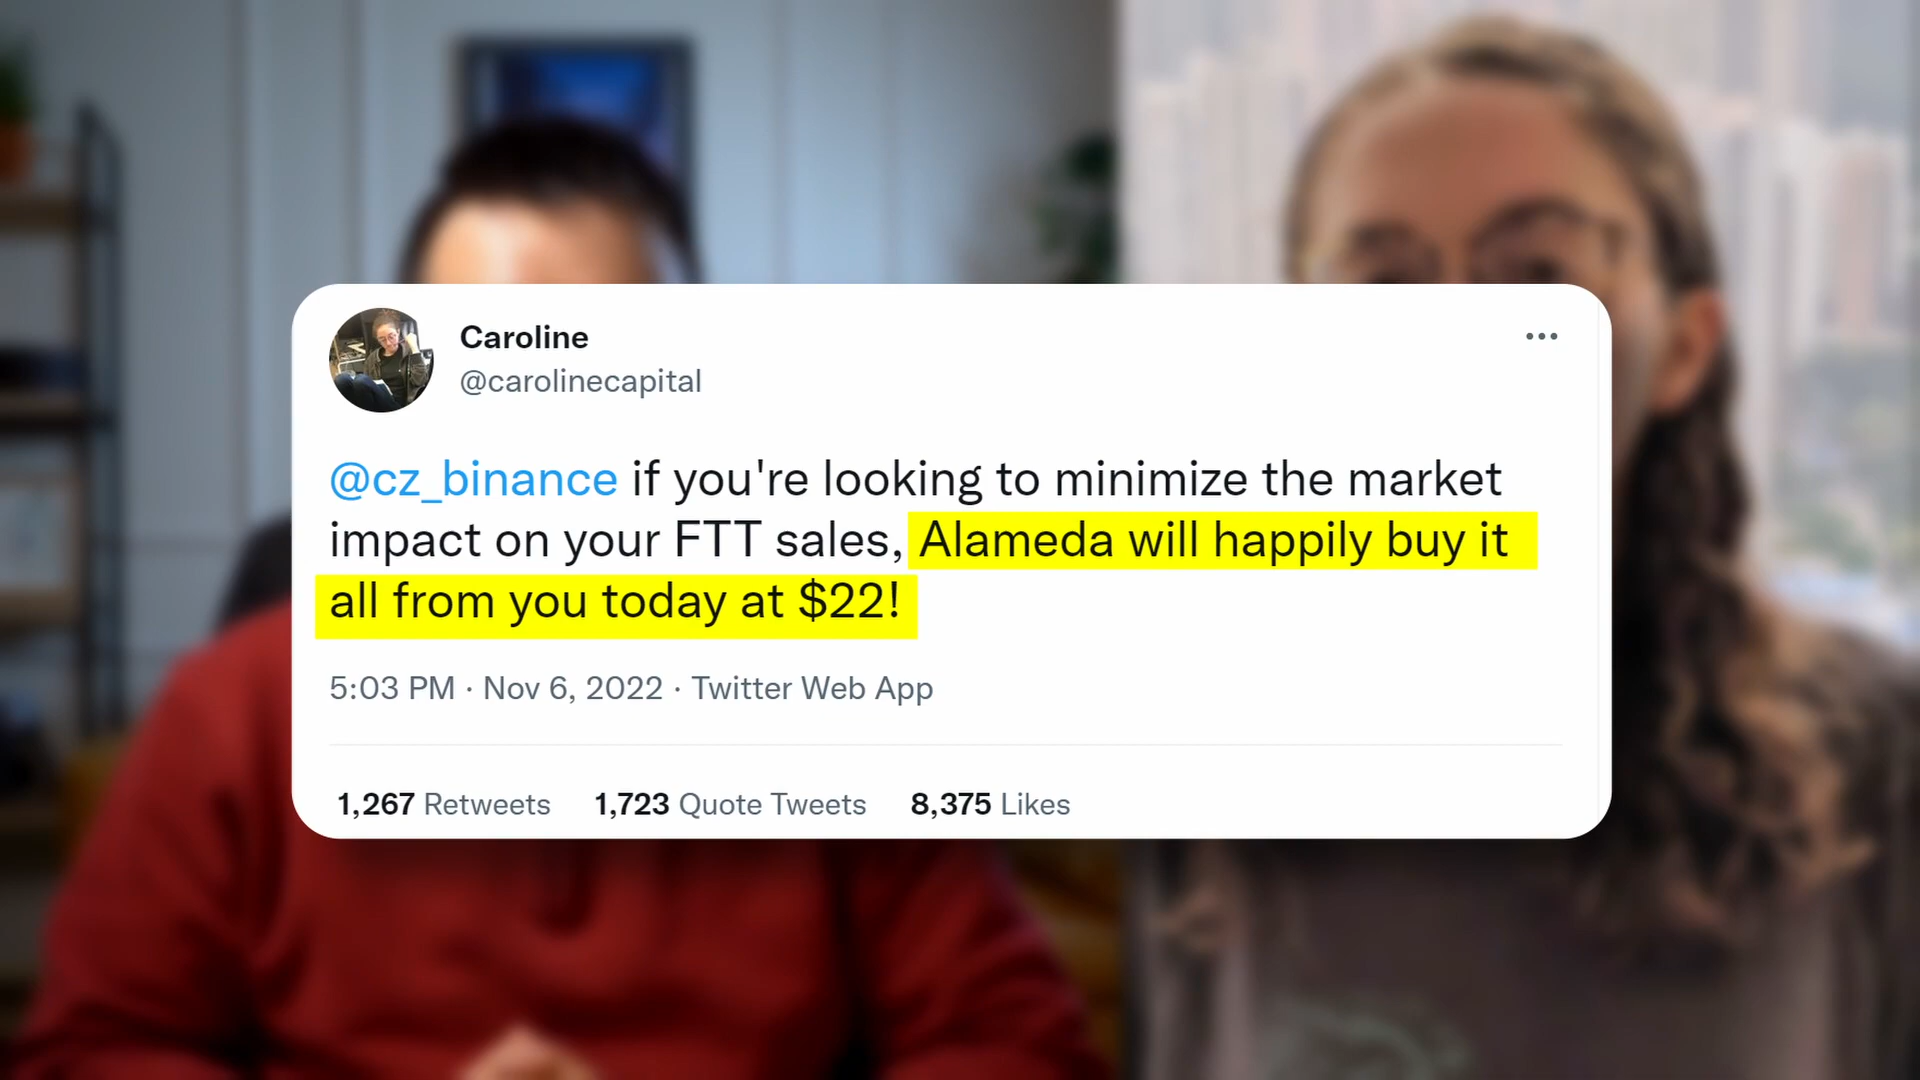 Caroline
@carolinecapital
@cz_binance if you're looking to minimize the market
impact on your FTT sales, Alameda will happily buy it
all from you today at $22!
5:03 PM · Nov 6, 2022 · Twitter Web App
1,267 Retweets 1,723 Quote Tweets 8,375 Likes